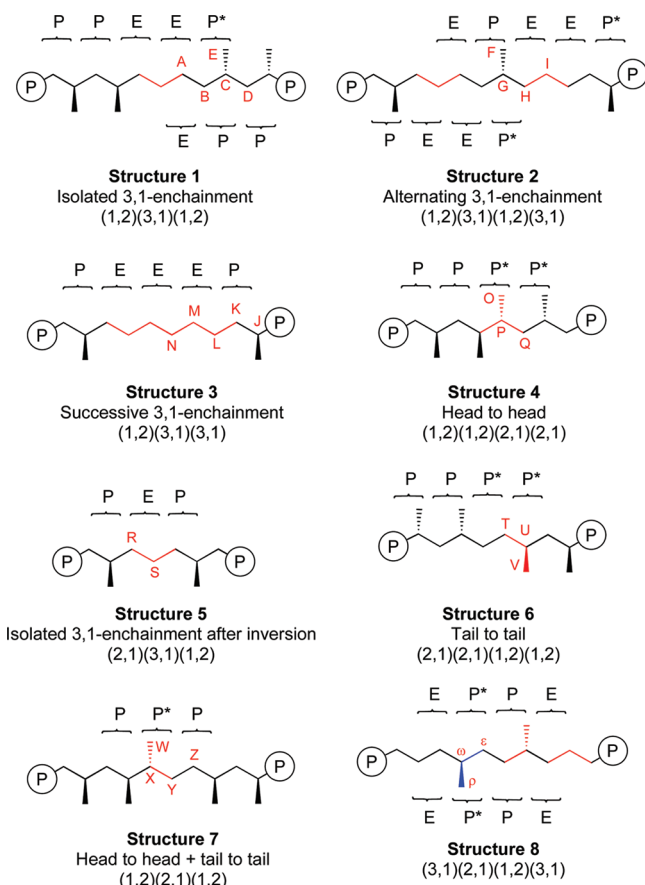 P P E E P*
E A
P B C D P
E P P
Structure 1
Isolated 3,1-enchainment
(1,2)(3,1)(1,2)
E P E E P*
F I
P G H P
P E E P*
Structure 2
Alternating 3,1-enchainment
(1,2)(3,1)(1,2)(3,1)
P E E E P
M K
P N L J P
Structure 3
Successive 3,1-enchainment
(1,2)(3,1)(3,1)
P P P* P*
O
P P Q P
Structure 4
Head to head
(1,2)(1,2)(2,1)(2,1)
P E P
R
P S P
Structure 5
Isolated 3,1-enchainment after inversion
(2,1)(3,1)(1,2)
P P P* P*
T U
P V P
Structure 6
Tail to tail
(2,1)(2,1)(1,2)(1,2)
P P* P
W Z
P X Y P
Structure 7
Head to head + tail to tail
(1,2)(2,1)(1,2)
E P* P E
ω ε
P ρ P
E P* P E
Structure 8
(3,1)(2,1)(1,2)(3,1)